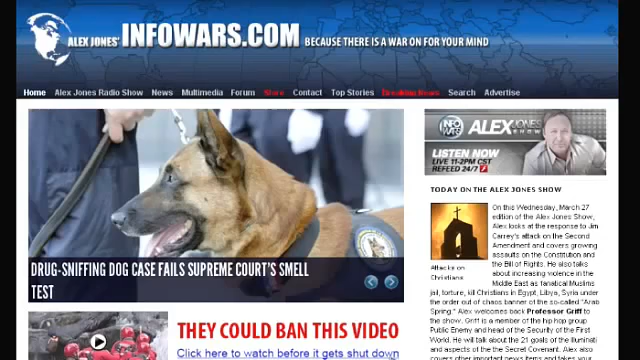 ALEX JONES' INFOWARS.COM BECAUSE THERE IS A WAR ON FOR YOUR MIND
Home Alex Jones Radio Show News Multimedia Forum Store Contact Top Stories Breaking News Search Advertise
DRUG-SNIFFING DOG CASE FAILS SUPREME COURT'S SMELL
TEST
THEY COULD BAN THIS VIDEO
Click here to watch before it gets shut down
INFO
WARS
ALEX JONES
SHOW
LISTEN NOW
LIVE 11-2PM CST
REFEED 24/7
TODAY ON THE ALEX JONES SHOW
Attacks on
Christians
On this Wednesday, March 27
edition of the Alex Jones Show,
Alex looks at the response to Jim
Carrey's attack on the Second
Amendment and covers growing
assaults on the Constitution and
the Bill of Rights. He also talks
about increasing violence in the
Middle East as fanatical Muslims
jail, torture, kill Christians in Egypt, Libya, Syria under
the order out of chaos banner of the so-called "Arab
Spring." Alex welcomes back Professor Griff to the
show. Griff is a member of the hip hop group
Public Enemy and head of the Security of the First
World. He will talk about the 21 goals of the Illuminati
and aspects of the the Secret Covenant. Alex also
covers other important news items and takes your